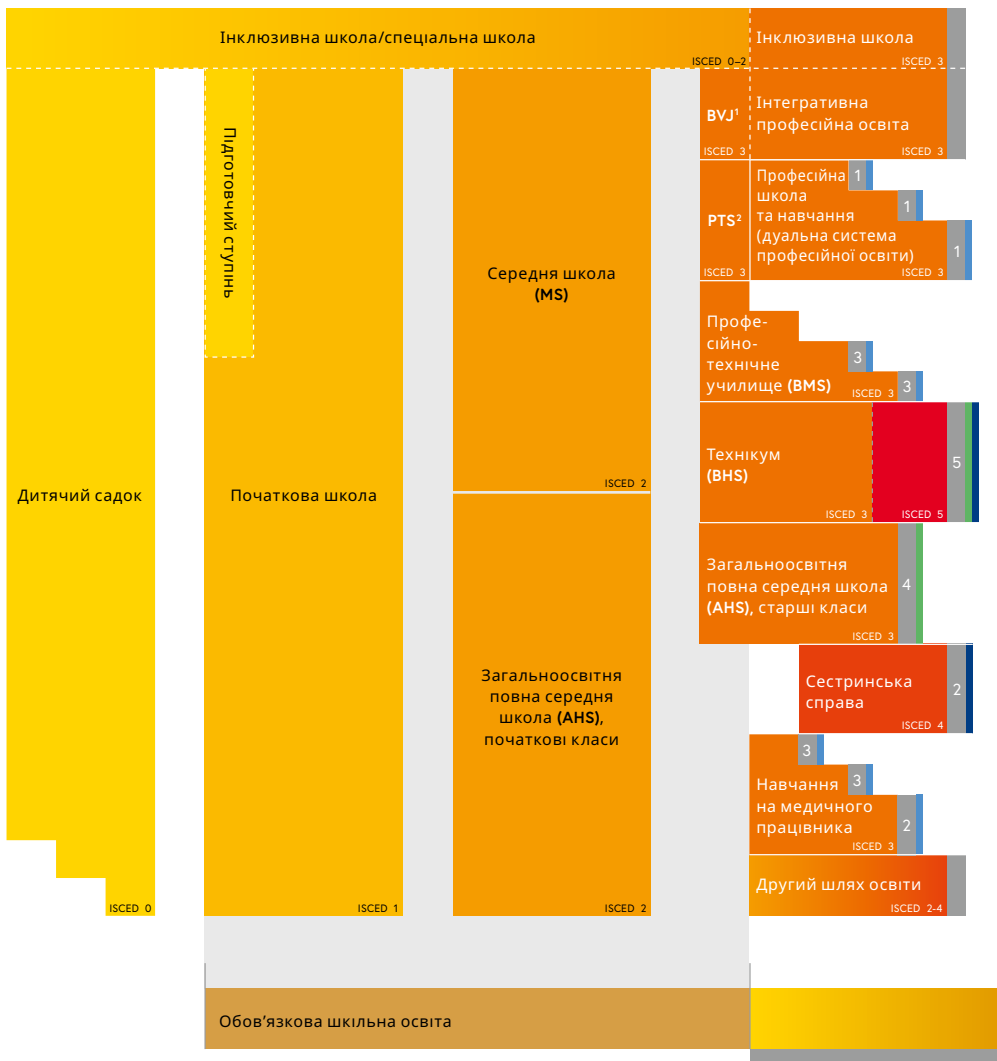 Інклюзивна школа/спеціальна школа
ISCED 0–2
Інклюзивна школа
ISCED 3
Дитячий садок
ISCED 0
Підготовчий ступінь
Початкова школа
ISCED 1
Середня школа
(MS)
ISCED 2
Загальноосвітня
повна середня
школа (AHS),
початкові класи
ISCED 2
BVJ¹
ISCED 3
Інтегративна
професійна освіта
ISCED 3
PTS²
ISCED 3
Професійна
школа
та навчання
(дуальна система
професійної освіти)
ISCED 3
1
1
1
Профе-
сійно-
технічне
училище (BMS)
ISCED 3
3
3
Технікум
(BHS)
ISCED 3
ISCED 5
5
Загальноосвітня
повна середня школа
(AHS), старші класи
ISCED 3
4
Сестринська
справа
ISCED 4
2
Навчання
на медичного
працівника
ISCED 3
3
3
2
Другий шлях освіти
ISCED 2-4
Обов’язкова шкільна освіта